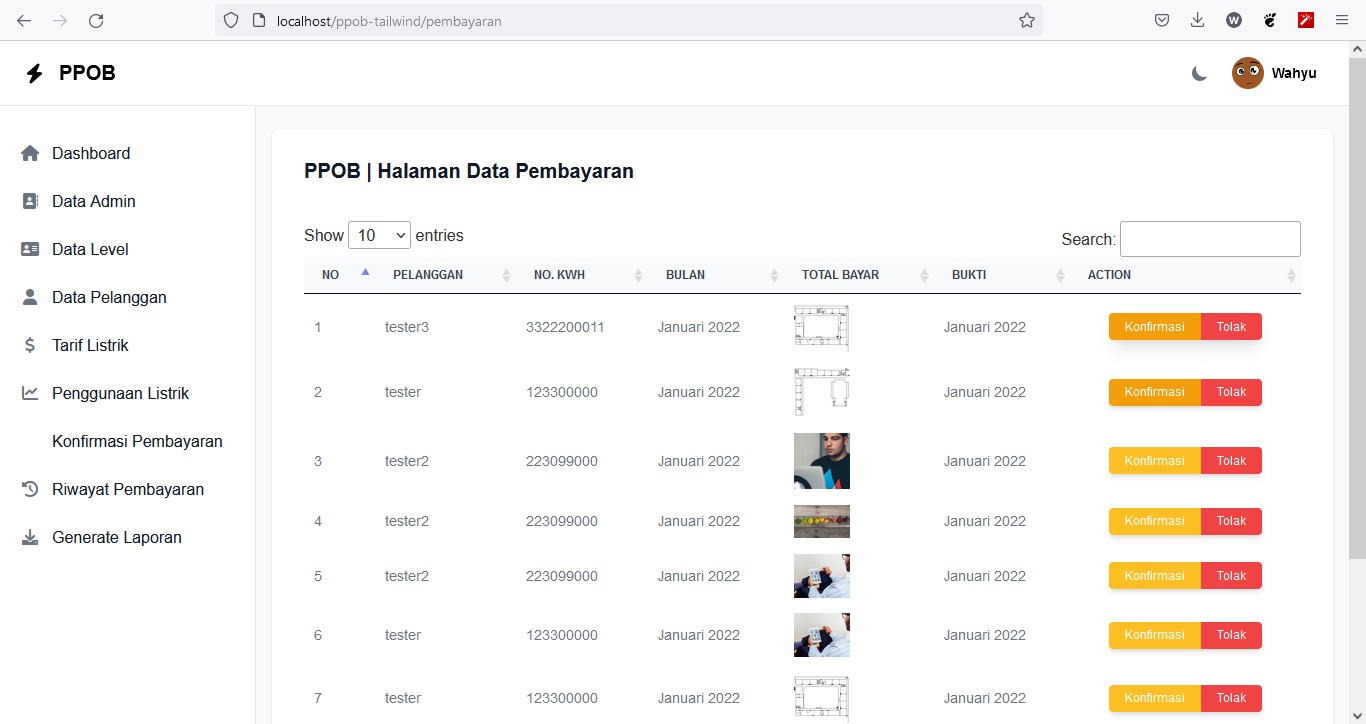 localhost/ppob-tailwind/pembayaran
W
PPOB
Wahyu
Dashboard
Data Admin
Data Level
Data Pelanggan
Tarif Listrik
Penggunaan Listrik
Konfirmasi Pembayaran
Riwayat Pembayaran
Generate Laporan
PPOB | Halaman Data Pembayaran
Show 10 entries Search:
NO PELANGGAN NO. KWH BULAN TOTAL BAYAR BUKTI ACTION
1 tester3 3322200011 Januari 2022 Januari 2022 Konfirmasi Tolak
2 tester 123300000 Januari 2022 Januari 2022 Konfirmasi Tolak
3 tester2 223099000 Januari 2022 Januari 2022 Konfirmasi Tolak
4 tester2 223099000 Januari 2022 Januari 2022 Konfirmasi Tolak
5 tester2 223099000 Januari 2022 Januari 2022 Konfirmasi Tolak
6 tester 123300000 Januari 2022 Januari 2022 Konfirmasi Tolak
7 tester 123300000 Januari 2022 Januari 2022 Konfirmasi Tolak